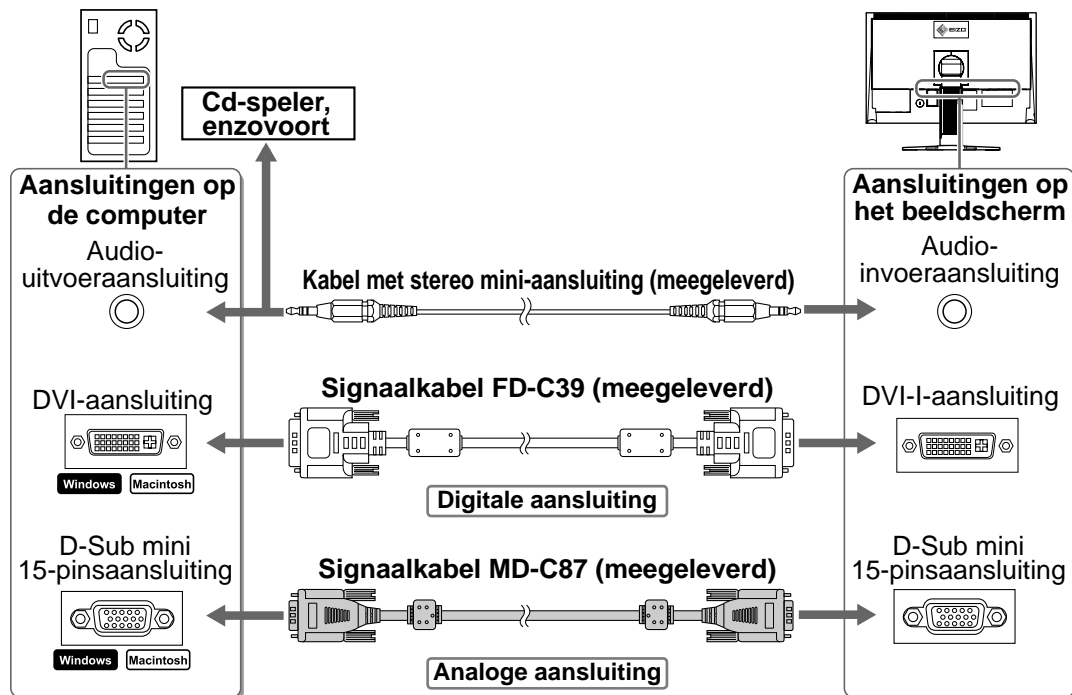 EIZO
Cd-speler,
enzovoort
Aansluitingen op
de computer
Aansluitingen op
het beeldscherm
Audio-
uitvoeraansluiting
Kabel met stereo mini-aansluiting (meegeleverd)
Audio-
invoeraansluiting
DVI-aansluiting
Windows Macintosh
Signaalkabel FD-C39 (meegeleverd)
Digitale aansluiting
DVI-I-aansluiting
D-Sub mini
15-pinsaansluiting
Windows Macintosh
Signaalkabel MD-C87 (meegeleverd)
Analoge aansluiting
D-Sub mini
15-pinsaansluiting